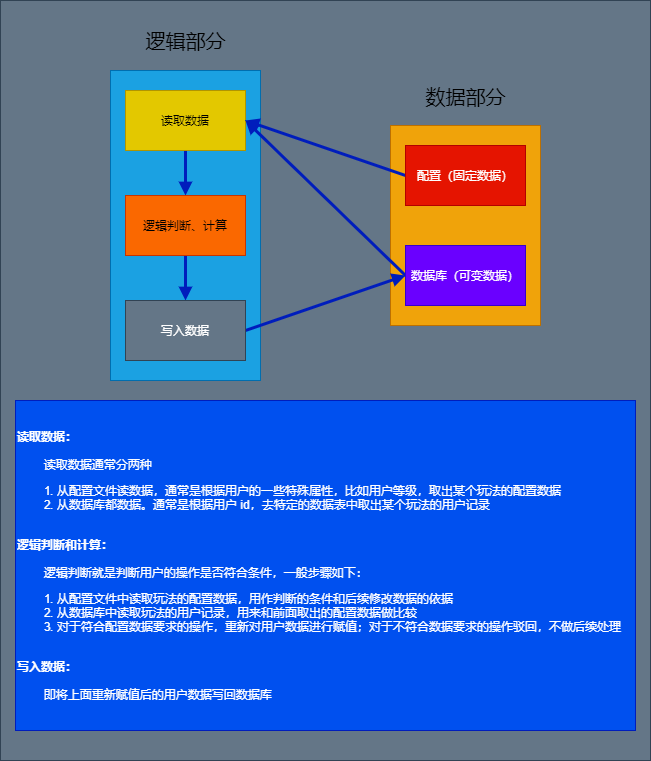 逻辑部分
数据部分
读取数据
配置（固定数据）
逻辑判断、计算
数据库（可变数据）
写入数据
读取数据：
读取数据通常分两种
1. 从配置文件读数据，通常是根据用户的一些特殊属性，比如用户等级，取出某个玩法的配置数据
2. 从数据库都数据。通常是根据用户 id，去特定的数据表中取出某个玩法的用户记录
逻辑判断和计算：
逻辑判断就是判断用户的操作是否符合条件，一般步骤如下：
1. 从配置文件中读取玩法的配置数据，用作判断的条件和后续修改数据的依据
2. 从数据库中读取玩法的用户记录，用来和前面取出的配置数据做比较
3. 对于符合配置数据要求的操作，重新对用户数据进行赋值；对于不符合数据要求的操作驳回，不做后续处理
写入数据：
即将上面重新赋值后的用户数据写回数据库